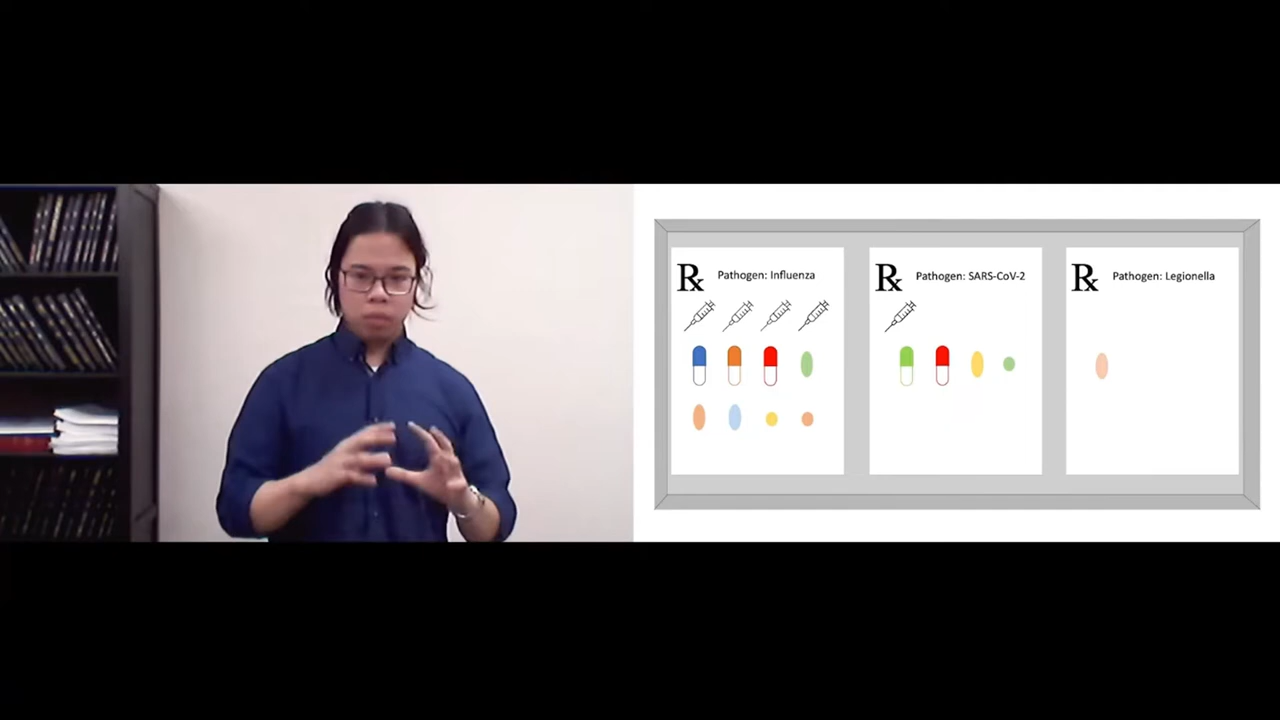 ℞ Pathogen: Influenza
℞ Pathogen: SARS-CoV-2
℞ Pathogen: Legionella